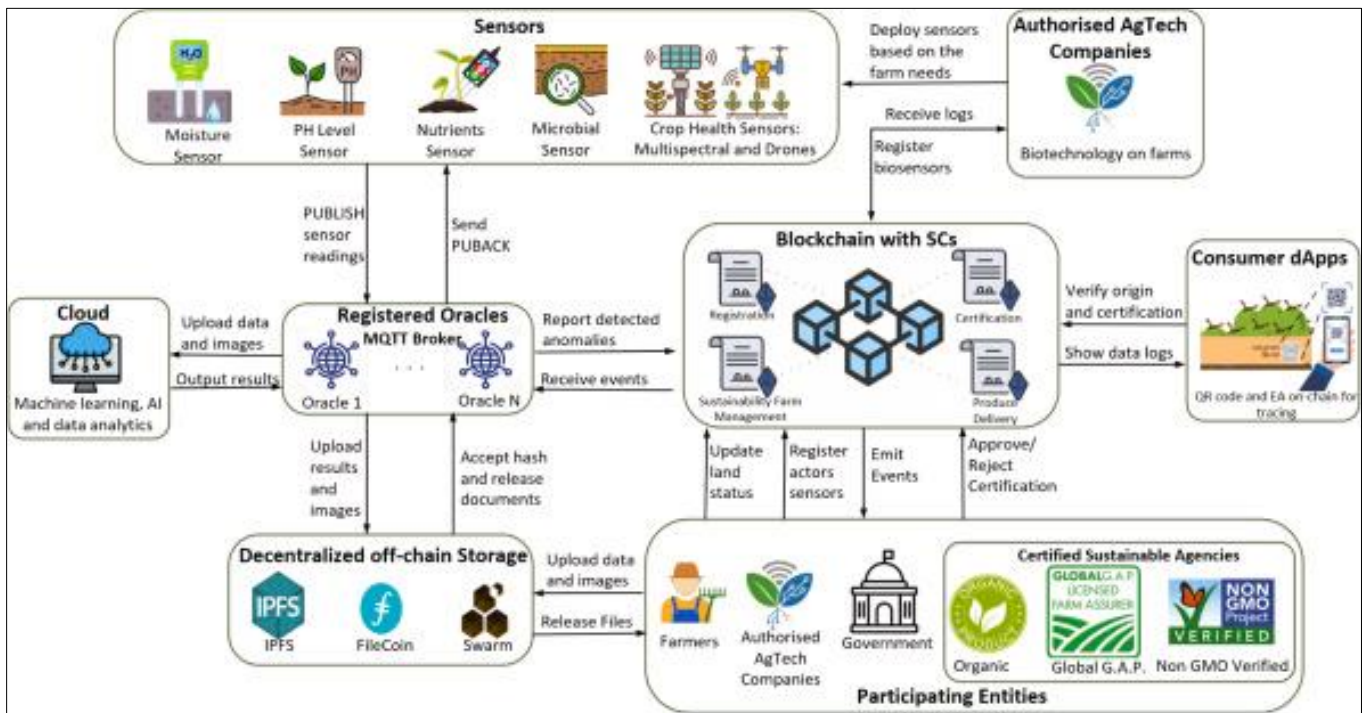 Sensors
H₂O
Moisture
Sensor
PH
PH Level
Sensor
Nutrients
Sensor
Microbial
Sensor
Crop Health Sensors:
Multispectral and Drones
Deploy sensors
based on the
farm needs
Authorised AgTech
Companies
Biotechnology on farms
Receive logs
Register
biosensors
PUBLISH
sensor
readings
Send
PUBACK
Cloud
Machine learning, AI
and data analytics
Upload data
and images
Output results
Registered Oracles
MQTT Broker
. . .
Oracle 1
Oracle N
Report detected
anomalies
Receive events
Blockchain with SCs
Registration
Certification
Sustainability Farm
Management
Produce
Delivery
Verify origin
and certification
Show data logs
Consumer dApps
QR code and EA on-chain for
tracing
Upload
results
and
images
Accept hash
and release
documents
Update
land
status
Register
actors
sensors
Emit
Events
Approve/
Reject
Certification
Decentralized off-chain Storage
IPFS
IPFS
FileCoin
Swarm
Upload data
and images
Release Files
Farmers
Authorised
AgTech
Companies
Government
Certified Sustainable Agencies
ORGANIC
PRODUCT
Organic
GLOBALG.A.P
LICENSED
FARM ASSURER
Global G.A.P.
NON
GMO
Project
VERIFIED
Non GMO Verified
Participating Entities